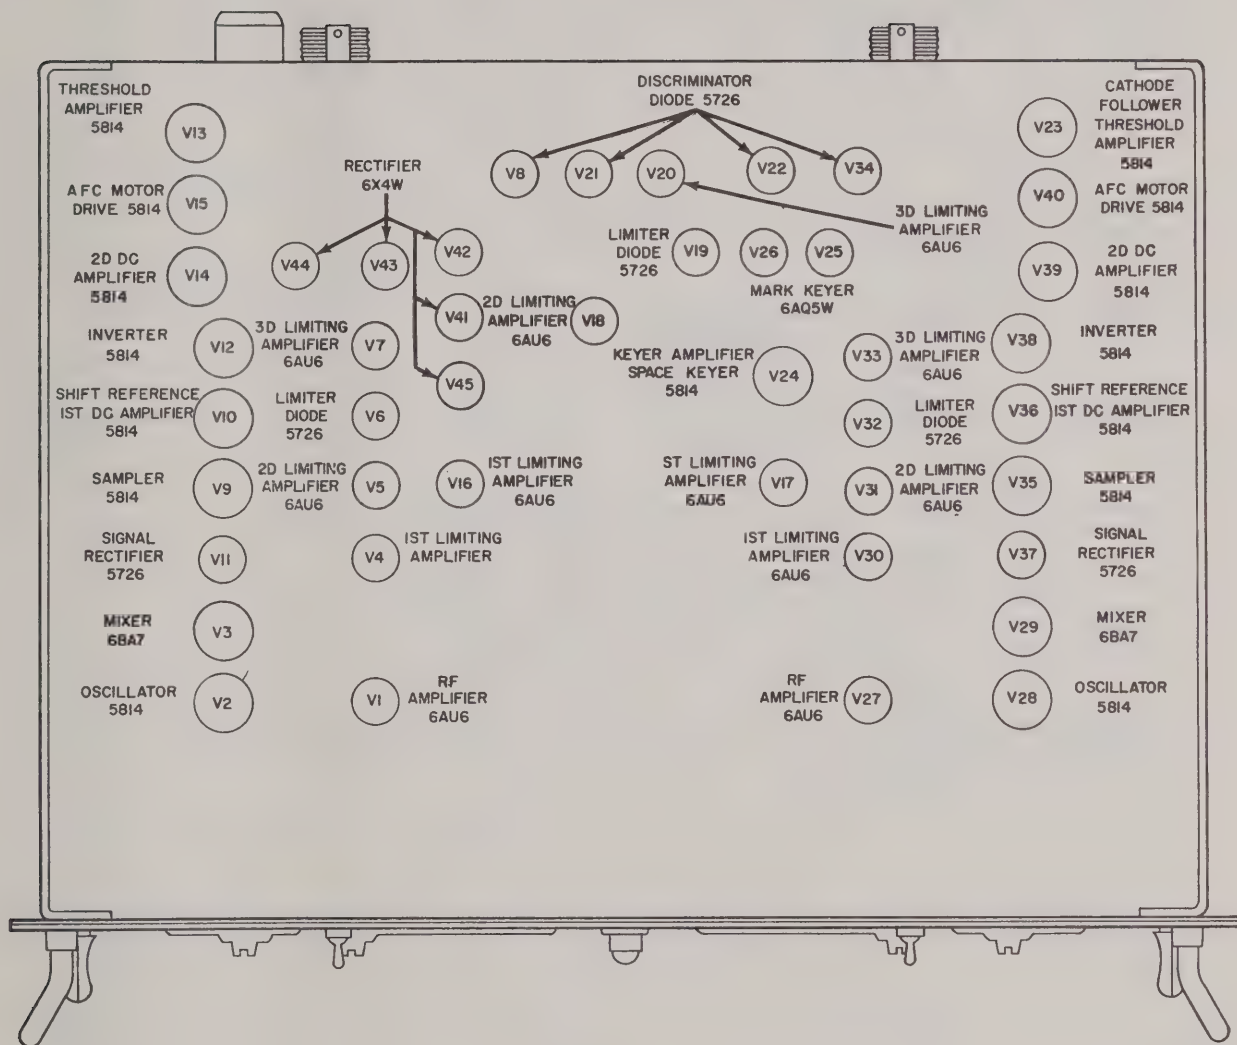 THRESHOLD
AMPLIFIER
5814
V13
DISCRIMINATOR
DIODE 5726
CATHODE
FOLLOWER
THRESHOLD
AMPLIFIER
5814
V23
RECTIFIER
6X4W
V8
V21
V20
V22
V34
AFC MOTOR
DRIVE 5814
V15
V40
AFC MOTOR
DRIVE 5814
3D LIMITING
AMPLIFIER
6AU6
2D DC
AMPLIFIER
5814
V14
V44
V43
V42
LIMITER
DIODE
5726
V19
V26
V25
MARK KEYER
6AQ5W
V39
2D DC
AMPLIFIER
5814
V41
2D LIMITING
AMPLIFIER
6AU6
V18
INVERTER
5814
V12
3D LIMITING
AMPLIFIER
6AU6
V7
V45
KEYER AMPLIFIER
SPACE KEYER
5814
V24
V33
3D LIMITING
AMPLIFIER
6AU6
V38
INVERTER
5814
SHIFT REFERENCE
IST DC AMPLIFIER
5814
V10
LIMITER
DIODE
5726
V6
V32
LIMITER
DIODE
5726
V36
SHIFT REFERENCE
IST DC AMPLIFIER
5814
SAMPLER
5814
V9
2D LIMITING
AMPLIFIER
6AU6
V5
V16
IST LIMITING
AMPLIFIER
6AU6
ST LIMITING
AMPLIFIER
6AU6
V17
V31
2D LIMITING
AMPLIFIER
6AU6
V35
SAMPLER
5814
SIGNAL
RECTIFIER
5726
V11
V4
IST LIMITING
AMPLIFIER
IST LIMITING
AMPLIFIER
6AU6
V30
V37
SIGNAL
RECTIFIER
5726
MIXER
6BA7
V3
V29
MIXER
6BA7
OSCILLATOR
5814
V2
V1
RF
AMPLIFIER
6AU6
RF
AMPLIFIER
6AU6
V27
V28
OSCILLATOR
5814